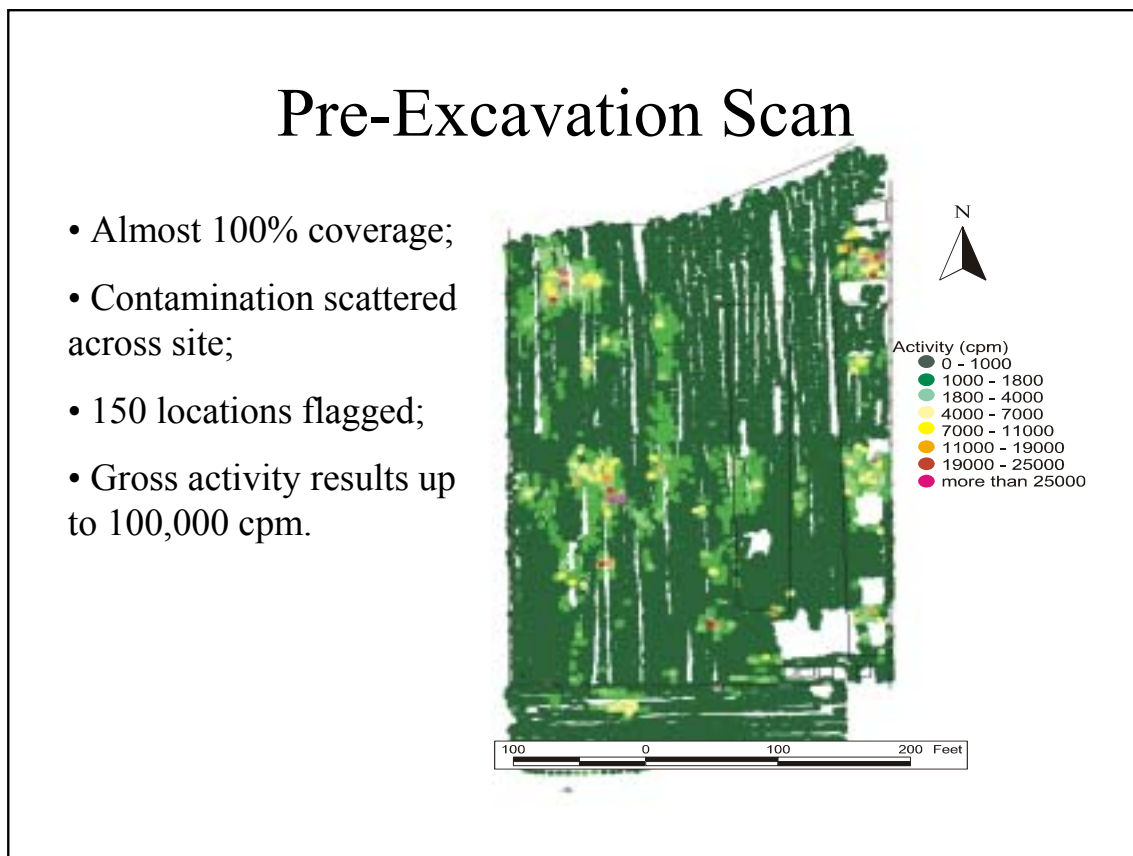 Pre-Excavation Scan
• Almost 100% coverage;
• Contamination scattered
across site;
• 150 locations flagged;
• Gross activity results up
to 100,000 cpm.
N
Activity (cpm)
0 - 1000
1000 - 1800
1800 - 4000
4000 - 7000
7000 - 11000
11000 - 19000
19000 - 25000
more than 25000
100 0 100 200 Feet